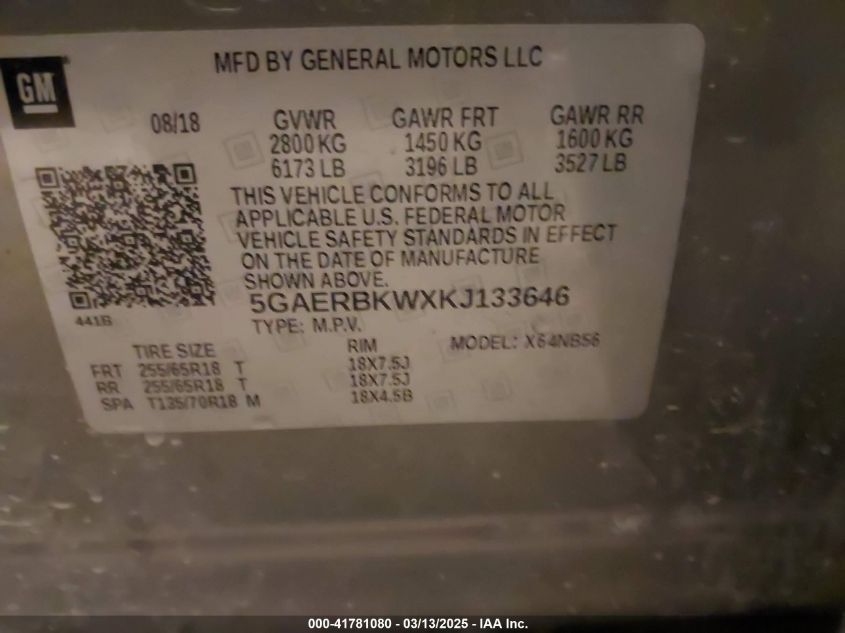 GM
MFD BY GENERAL MOTORS LLC
08/18 GVWR GAWR FRT GAWR RR
2800 KG 1450 KG 1600 KG
6173 LB 3196 LB 3527 LB
THIS VEHICLE CONFORMS TO ALL
APPLICABLE U.S. FEDERAL MOTOR
VEHICLE SAFETY STANDARDS IN EFFECT
ON THE DATE OF MANUFACTURE
SHOWN ABOVE.
5GAERBKWXKJ133646
441B
TYPE: M.P.V.
TIRE SIZE RIM MODEL: X64NB56
FRT 255/65R18 T 18X7.5J
RR 255/65R18 T 18X7.5J
SPA T135/70R18 M 18X4.5B
000-41781080 - 03/13/2025 - IAA Inc.